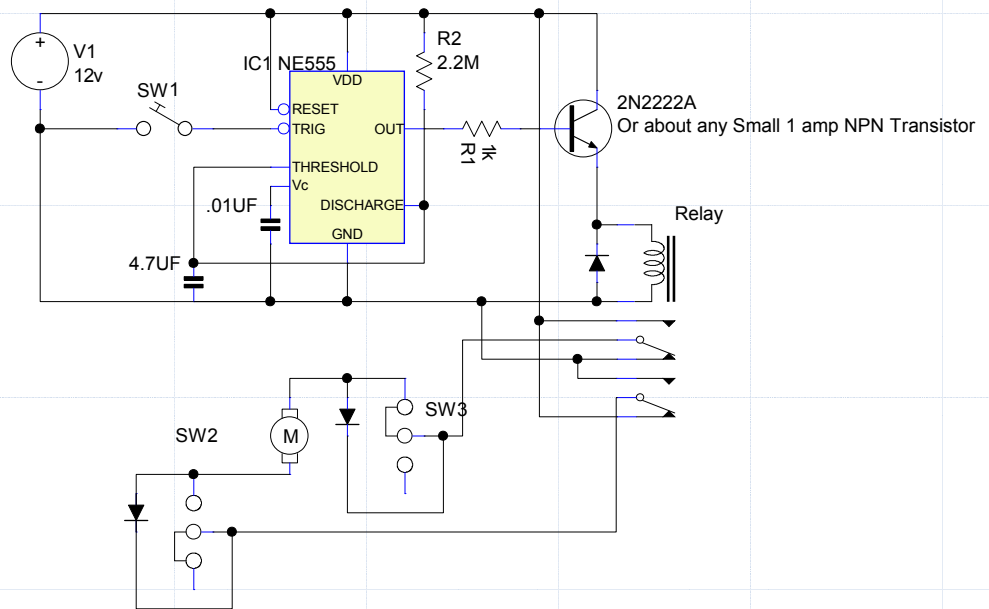 +
V1
-
12v
SW1
IC1 NE555
VDD
RESET
TRIG
OUT
THRESHOLD
Vc
DISCHARGE
GND
R2
2.2M
R1
1k
2N2222A
Or about any Small 1 amp NPN Transistor
.01UF
4.7UF
Relay
SW3
M
SW2